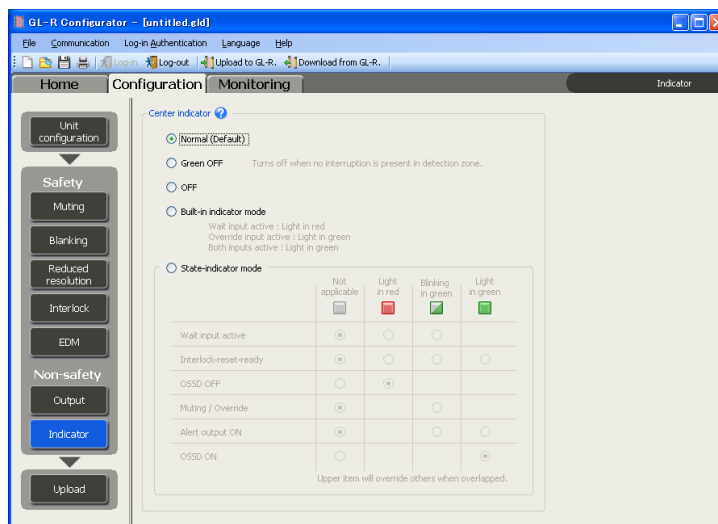 GL-R Configurator - [untitled.gld]
File Communication Log-in Authentication Language Help
Log-in Log-out Upload to GL-R. Download from GL-R.
Home Configuration Monitoring Indicator
Unit configuration
Safety
Muting
Blanking
Reduced resolution
Interlock
EDM
Non-safety
Output
Indicator
Upload
Center indicator ?
Normal (Default)
Green OFF Turns off when no interruption is present in detection zone.
OFF
Built-in indicator mode
Wait input active : Light in red
Override input active : Light in green
Both inputs active : Light in green
State-indicator mode
Not applicable Light in red Blinking in green Light in green
Wait input active
Interlock-reset-ready
OSSD OFF
Muting / Override
Alert output ON
OSSD ON
Upper item will override others when overlapped.